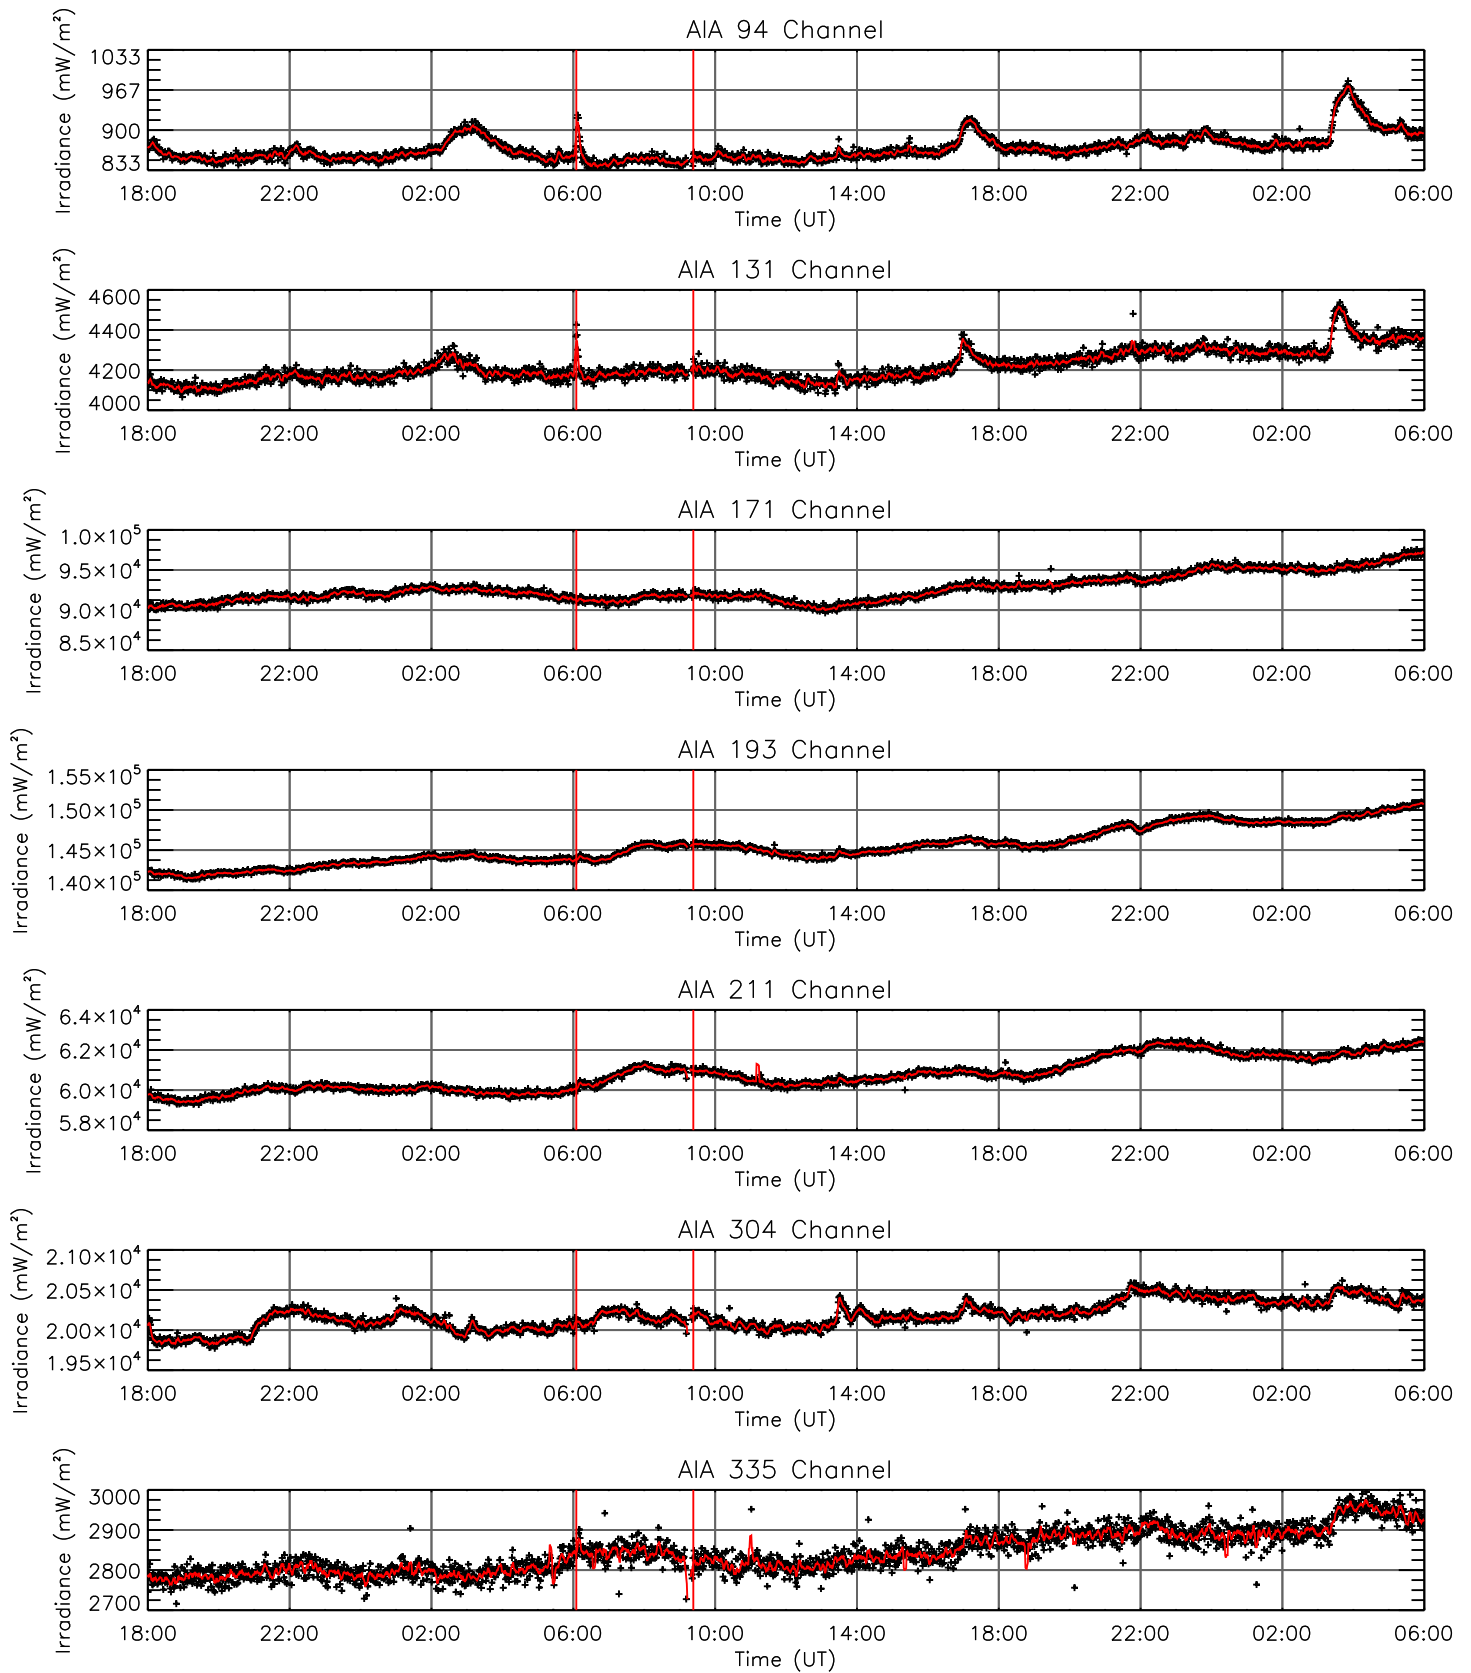 AIA 94 Channel
Irradiance (mW/m²)
1033
967
900
833
18:00 22:00 02:00 06:00 10:00 14:00 18:00 22:00 02:00 06:00
Time (UT)
AIA 131 Channel
Irradiance (mW/m²)
4600
4400
4200
4000
18:00 22:00 02:00 06:00 10:00 14:00 18:00 22:00 02:00 06:00
Time (UT)
AIA 171 Channel
Irradiance (mW/m²)
1.0×10⁵
9.5×10⁴
9.0×10⁴
8.5×10⁴
18:00 22:00 02:00 06:00 10:00 14:00 18:00 22:00 02:00 06:00
Time (UT)
AIA 193 Channel
Irradiance (mW/m²)
1.55×10⁵
1.50×10⁵
1.45×10⁵
1.40×10⁵
18:00 22:00 02:00 06:00 10:00 14:00 18:00 22:00 02:00 06:00
Time (UT)
AIA 211 Channel
Irradiance (mW/m²)
6.4×10⁴
6.2×10⁴
6.0×10⁴
5.8×10⁴
18:00 22:00 02:00 06:00 10:00 14:00 18:00 22:00 02:00 06:00
Time (UT)
AIA 304 Channel
Irradiance (mW/m²)
2.10×10⁴
2.05×10⁴
2.00×10⁴
1.95×10⁴
18:00 22:00 02:00 06:00 10:00 14:00 18:00 22:00 02:00 06:00
Time (UT)
AIA 335 Channel
Irradiance (mW/m²)
3000
2900
2800
2700
18:00 22:00 02:00 06:00 10:00 14:00 18:00 22:00 02:00 06:00
Time (UT)